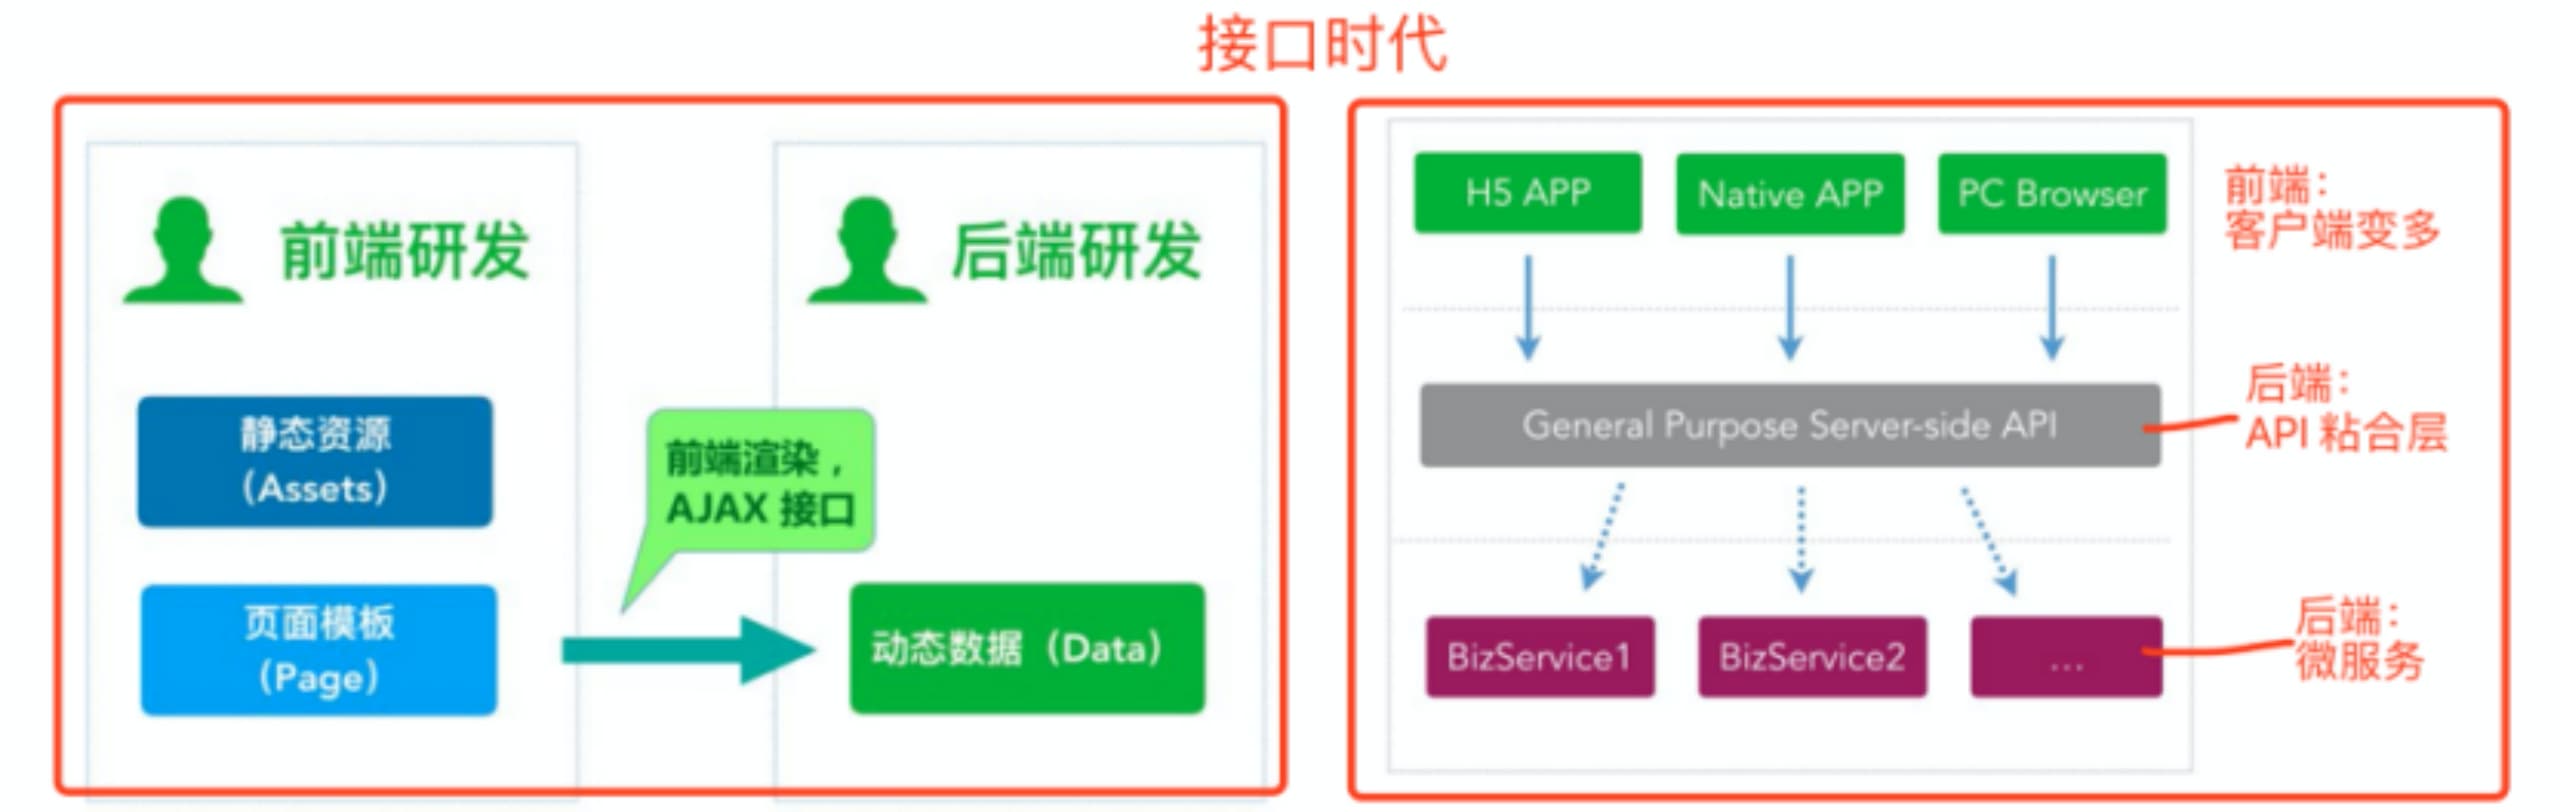 接口时代
前端研发
静态资源
(Assets)
页面模板
(Page)
前端渲染，
AJAX 接口
后端研发
动态数据（Data）
H5 APP
Native APP
PC Browser
前端：
客户端变多
General Purpose Server-side API
后端：
API 粘合层
BizService1
BizService2
...
后端：
微服务